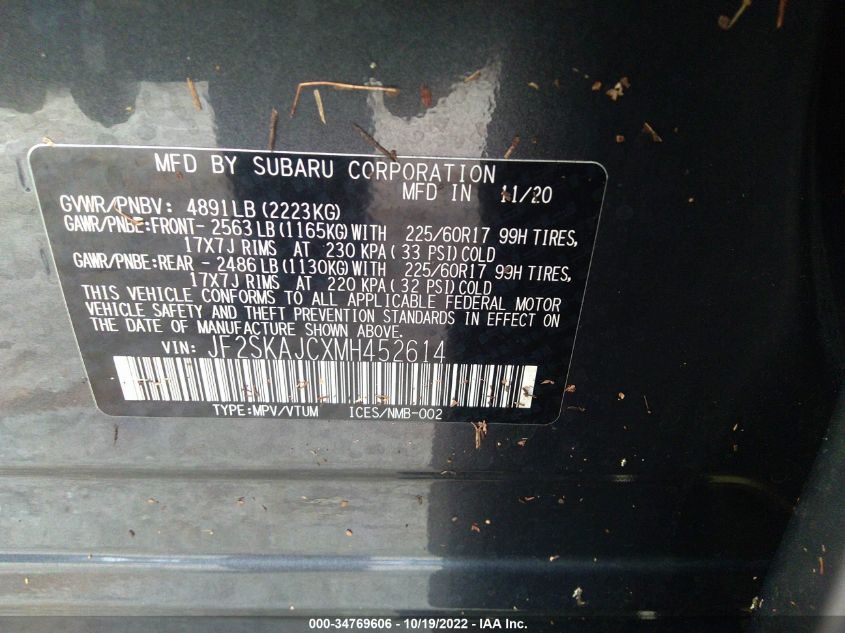 MFD BY SUBARU CORPORATION
MFD IN 11/20
GVWR/PNBV: 4891LB (2223KG)
GAWR/PNBE:FRONT- 2563 LB (1165KG) WITH 225/60R17 99H TIRES,
17X7J RIMS AT 230 KPA ( 33 PSI) COLD
GAWR/PNBE:REAR - 2486 LB (1130KG) WITH 225/60R17 99H TIRES,
17X7J RIMS AT 220 KPA ( 32 PSI) COLD
THIS VEHICLE CONFORMS TO ALL APPLICABLE FEDERAL MOTOR
VEHICLE SAFETY AND THEFT PREVENTION STANDARDS IN EFFECT ON
THE DATE OF MANUFACTURE SHOWN ABOVE.
VIN: JF2SKAJCXMH452614
TYPE:MPV/VTUM ICES/NMB-002
000-34769606 - 10/19/2022 - IAA Inc.